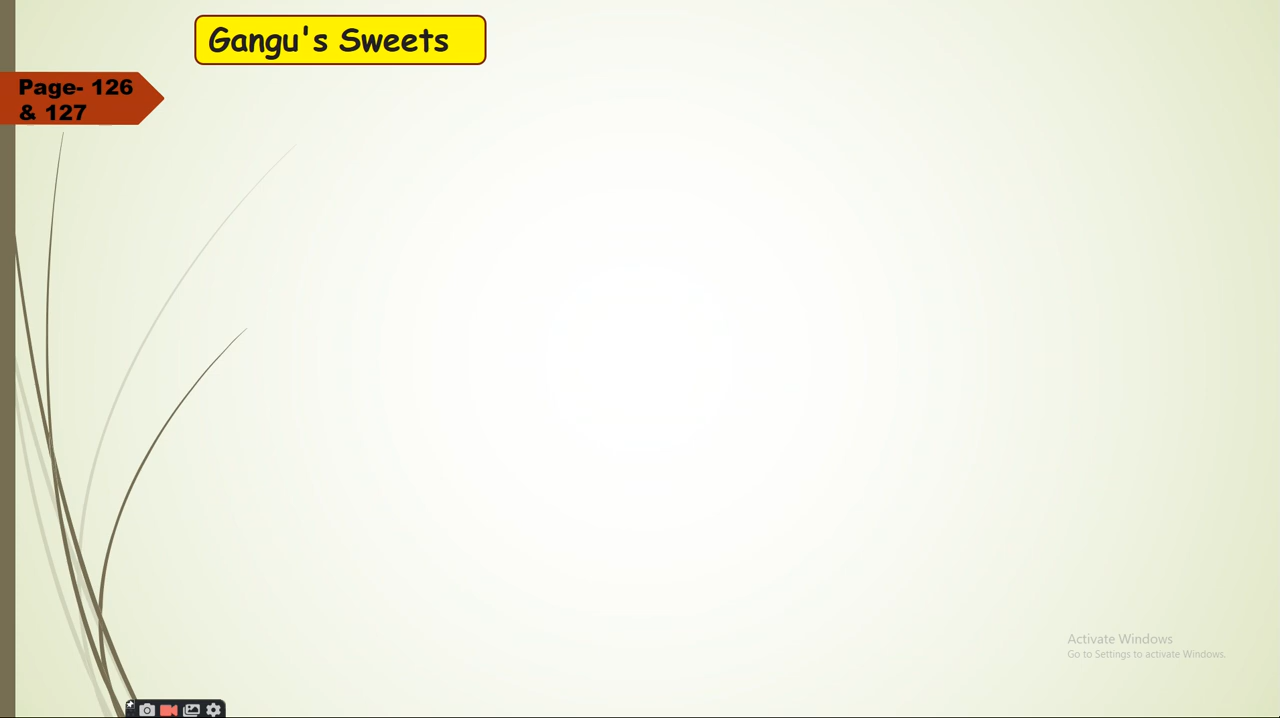 Gangu's Sweets
Page- 126
& 127
Activate Windows
Go to Settings to activate Windows.